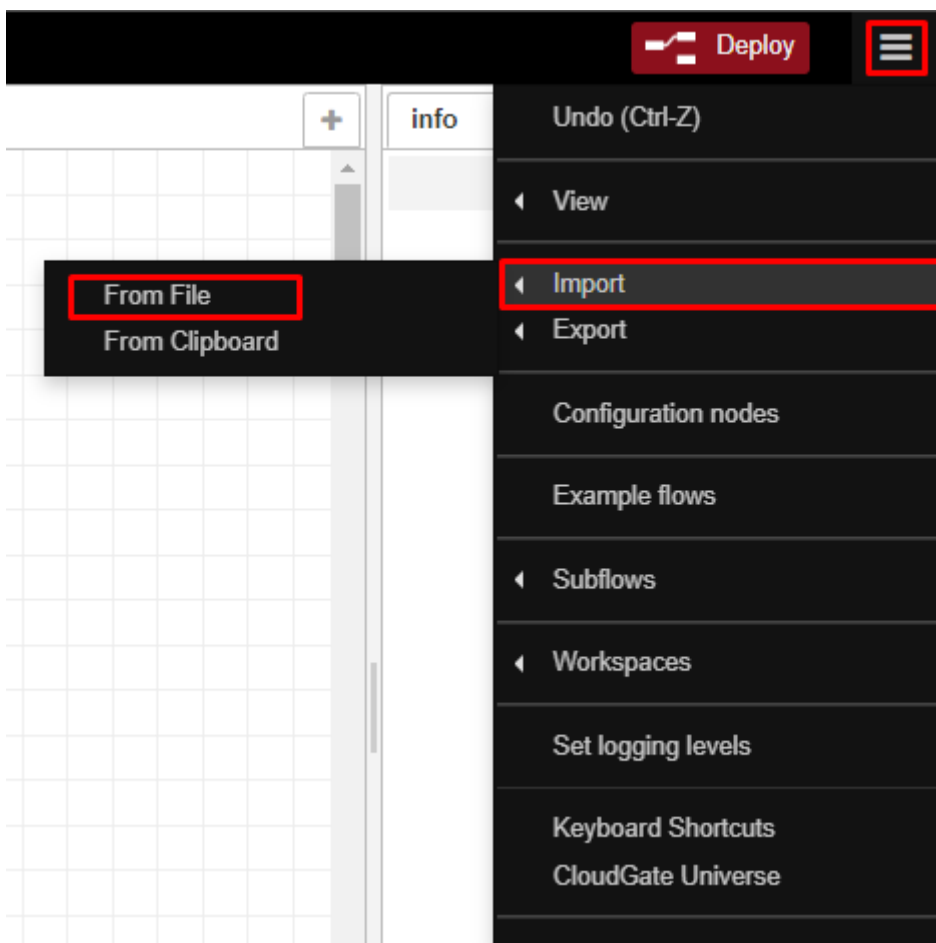 Deploy
+
info
Undo (Ctrl-Z)
View
Import
Export
From File
From Clipboard
Configuration nodes
Example flows
Subflows
Workspaces
Set logging levels
Keyboard Shortcuts
CloudGate Universe